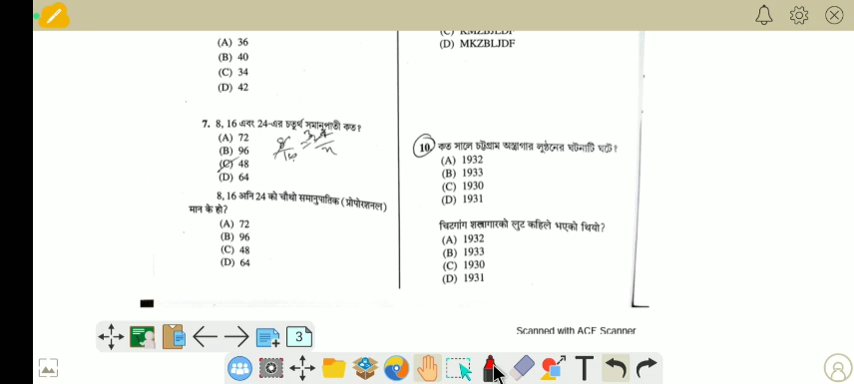 (A) 36
(B) 40
(C) 34
(D) 42
7. 8, 16 এবং 24-এর চতুর্থ সমানুপাতী কত?
(A) 72
(B) 96
(C) 48
(D) 64
8, 16 अनि 24 को चौथो समानुपातिक (प्रोपोरशनल)
मान के हो?
(A) 72
(B) 96
(C) 48
(D) 64
(D) MKZBLJDF
10. কত সালে চট্টগ্রাম অস্ত্রাগার লুণ্ঠনের ঘটনাটি ঘটে?
(A) 1932
(B) 1933
(C) 1930
(D) 1931
चिटगांग शस्त्रागारको लुट कहिले भएको थियो?
(A) 1932
(B) 1933
(C) 1930
(D) 1931
Scanned with ACE Scanner
3